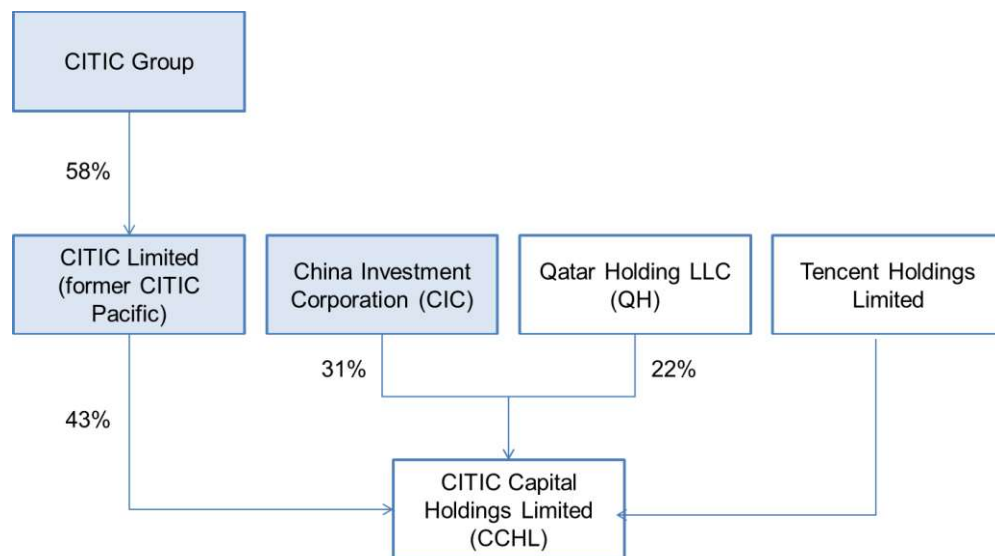 CITIC Group
58%
CITIC Limited
(former CITIC
Pacific)
China Investment
Corporation (CIC)
Qatar Holding LLC
(QH)
Tencent Holdings
Limited
31%
22%
43%
CITIC Capital
Holdings Limited
(CCHL)